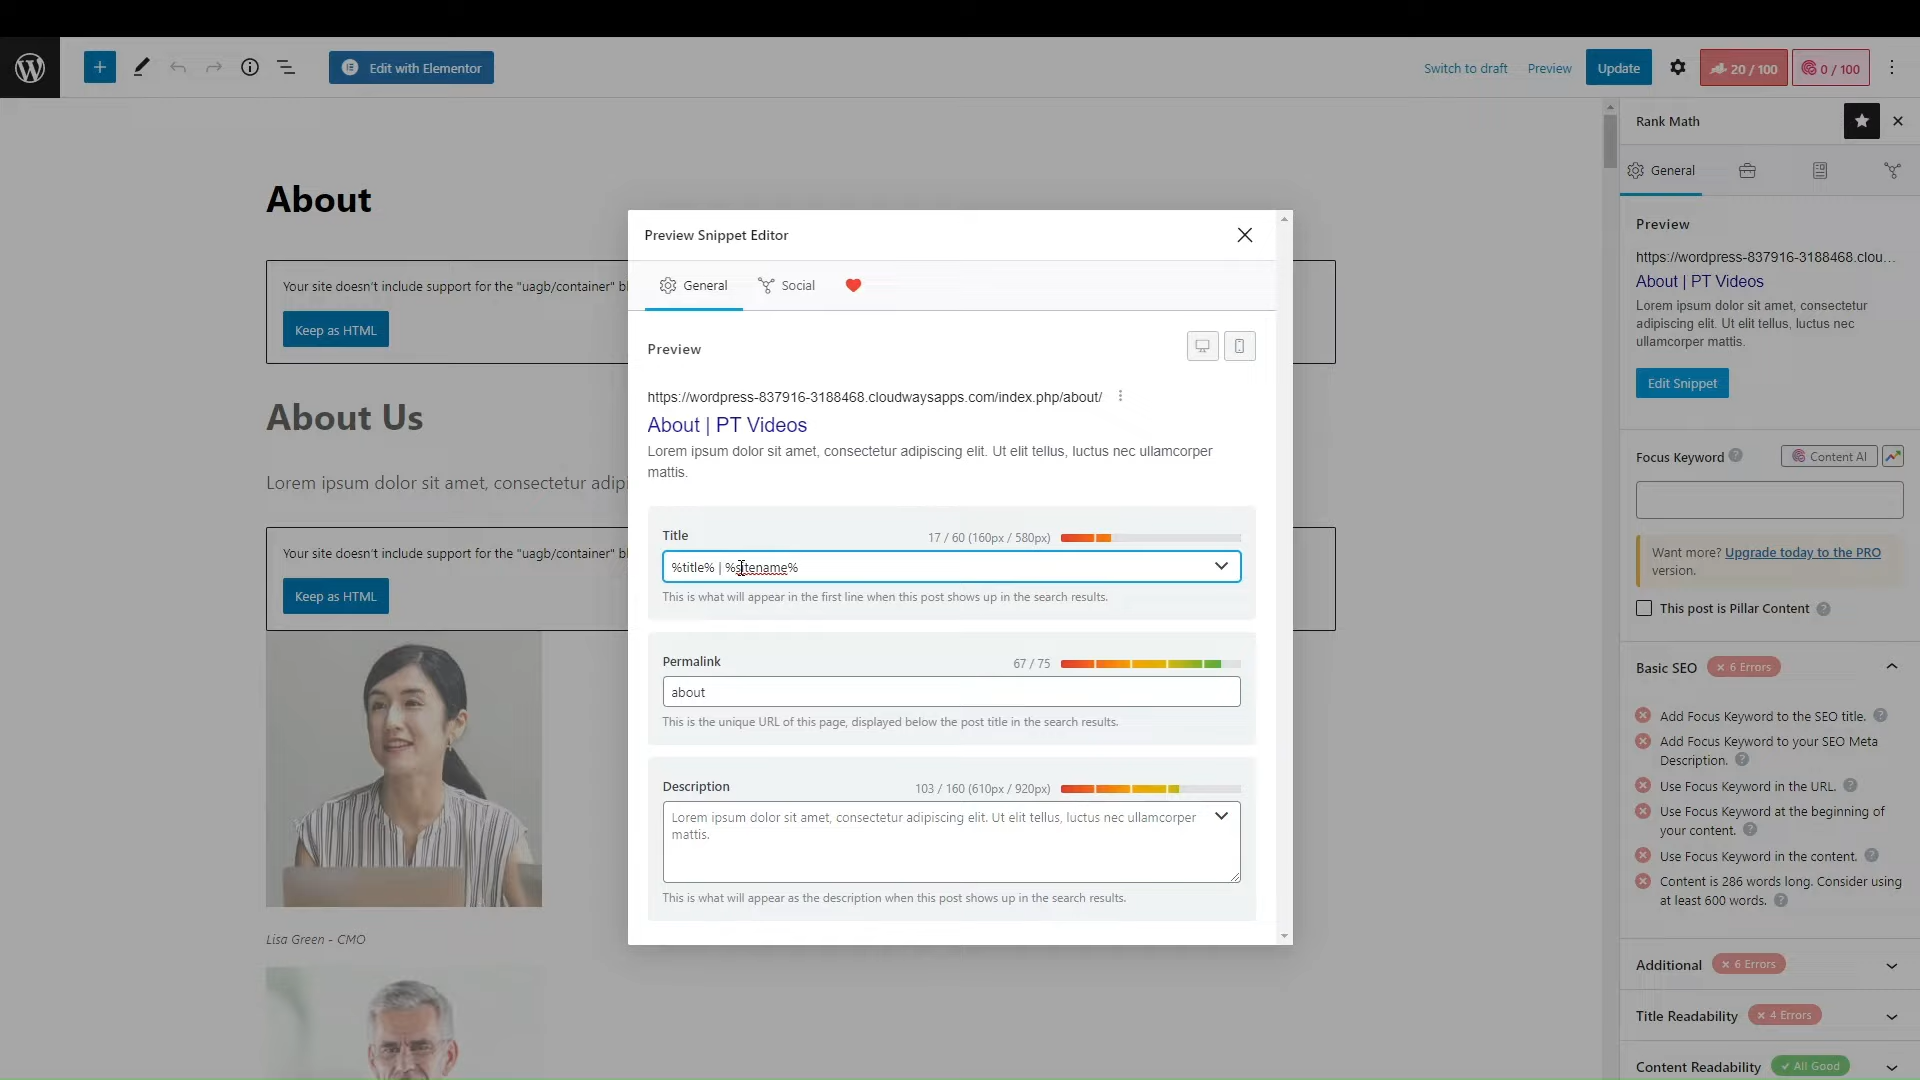 Edit with Elementor
Switch to draft
Preview
Update
20 / 100
0 / 100
About
Your site doesn't include support for the "uagb/container" bl
Keep as HTML
About Us
Lorem ipsum dolor sit amet, consectetur adip
Your site doesn't include support for the "uagb/container" bl
Keep as HTML
Lisa Green - CMO
Preview Snippet Editor
General
Social
Preview
https://wordpress-837916-3188468.cloudwaysapps.com/index.php/about/
About | PT Videos
Lorem ipsum dolor sit amet, consectetur adipiscing elit. Ut elit tellus, luctus nec ullamcorper
mattis.
Title
17 / 60 (160px / 580px)
%title% | %sitename%
This is what will appear in the first line when this post shows up in the search results.
Permalink
67 / 75
about
This is the unique URL of this page, displayed below the post title in the search results.
Description
103 / 160 (610px / 920px)
Lorem ipsum dolor sit amet, consectetur adipiscing elit. Ut elit tellus, luctus nec ullamcorper
mattis.
This is what will appear as the description when this post shows up in the search results.
Rank Math
General
Preview
https://wordpress-837916-3188468.clou...
About | PT Videos
Lorem ipsum dolor sit amet, consectetur
adipiscing elit. Ut elit tellus, luctus nec
ullamcorper mattis.
Edit Snippet
Focus Keyword
Content AI
Want more? Upgrade today to the PRO
version.
This post is Pillar Content
Basic SEO
× 6 Errors
Add Focus Keyword to the SEO title.
Add Focus Keyword to your SEO Meta
Description.
Use Focus Keyword in the URL.
Use Focus Keyword at the beginning of
your content.
Use Focus Keyword in the content.
Content is 286 words long. Consider using
at least 600 words.
Additional
× 6 Errors
Title Readability
× 4 Errors
Content Readability
✓ All Good